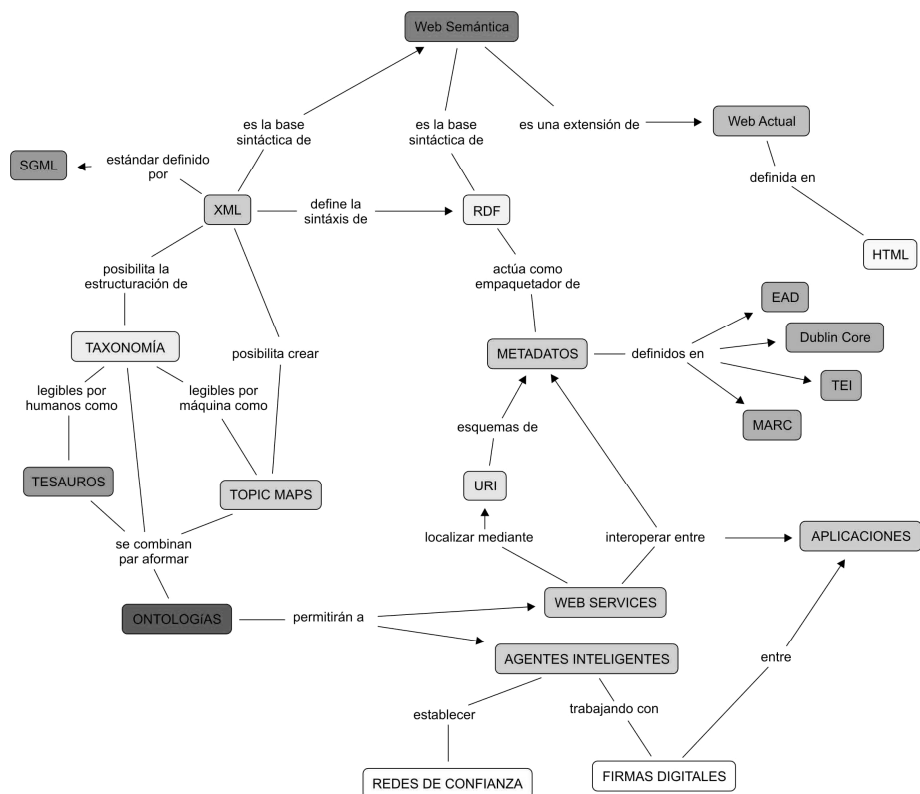 Web Semántica
es la base
sintáctica de
es la base
sintáctica de
es una extensión de
Web Actual
SGML
estándar definido
por
definida en
XML
define la
sintáxis de
RDF
HTML
posibilita la
estructuración de
actúa como
empaquetador de
EAD
TAXONOMÍA
posibilita crear
METADATOS
definidos en
Dublin Core
TEI
MARC
legibles por
humanos como
legibles por
máquina como
esquemas de
TESAUROS
TOPIC MAPS
URI
se combinan
par aformar
localizar mediante
interoperar entre
APLICACIONES
ONTOLOGíAS
permitirán a
WEB SERVICES
AGENTES INTELIGENTES
entre
establecer
trabajando con
REDES DE CONFIANZA
FIRMAS DIGITALES